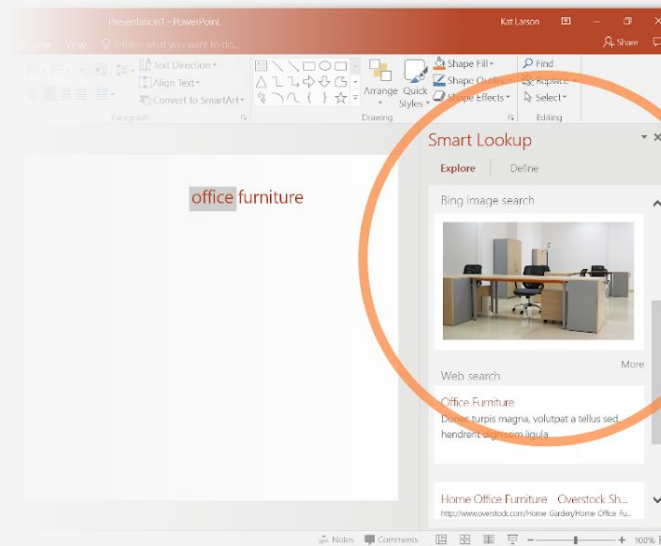 Presentation1 - PowerPoint
Kat Larson
View
Tell me what you want to do...
Share
Text Direction
Align Text
Convert to SmartArt
Paragraph
Arrange
Quick
Styles
Drawing
Shape Fill
Shape Outline
Shape Effects
Find
Replace
Select
Editing
office furniture
Smart Lookup
Explore
Define
Bing image search
More
Web search
Office Furniture
Donec turpis magna, volutpat a tellus sed
hendrerit dignissim ligula
Home Office Furniture Overstock Sh...
http://www.overstock.com/Home Garden/Home Office Fu...
Notes
Comments
100%